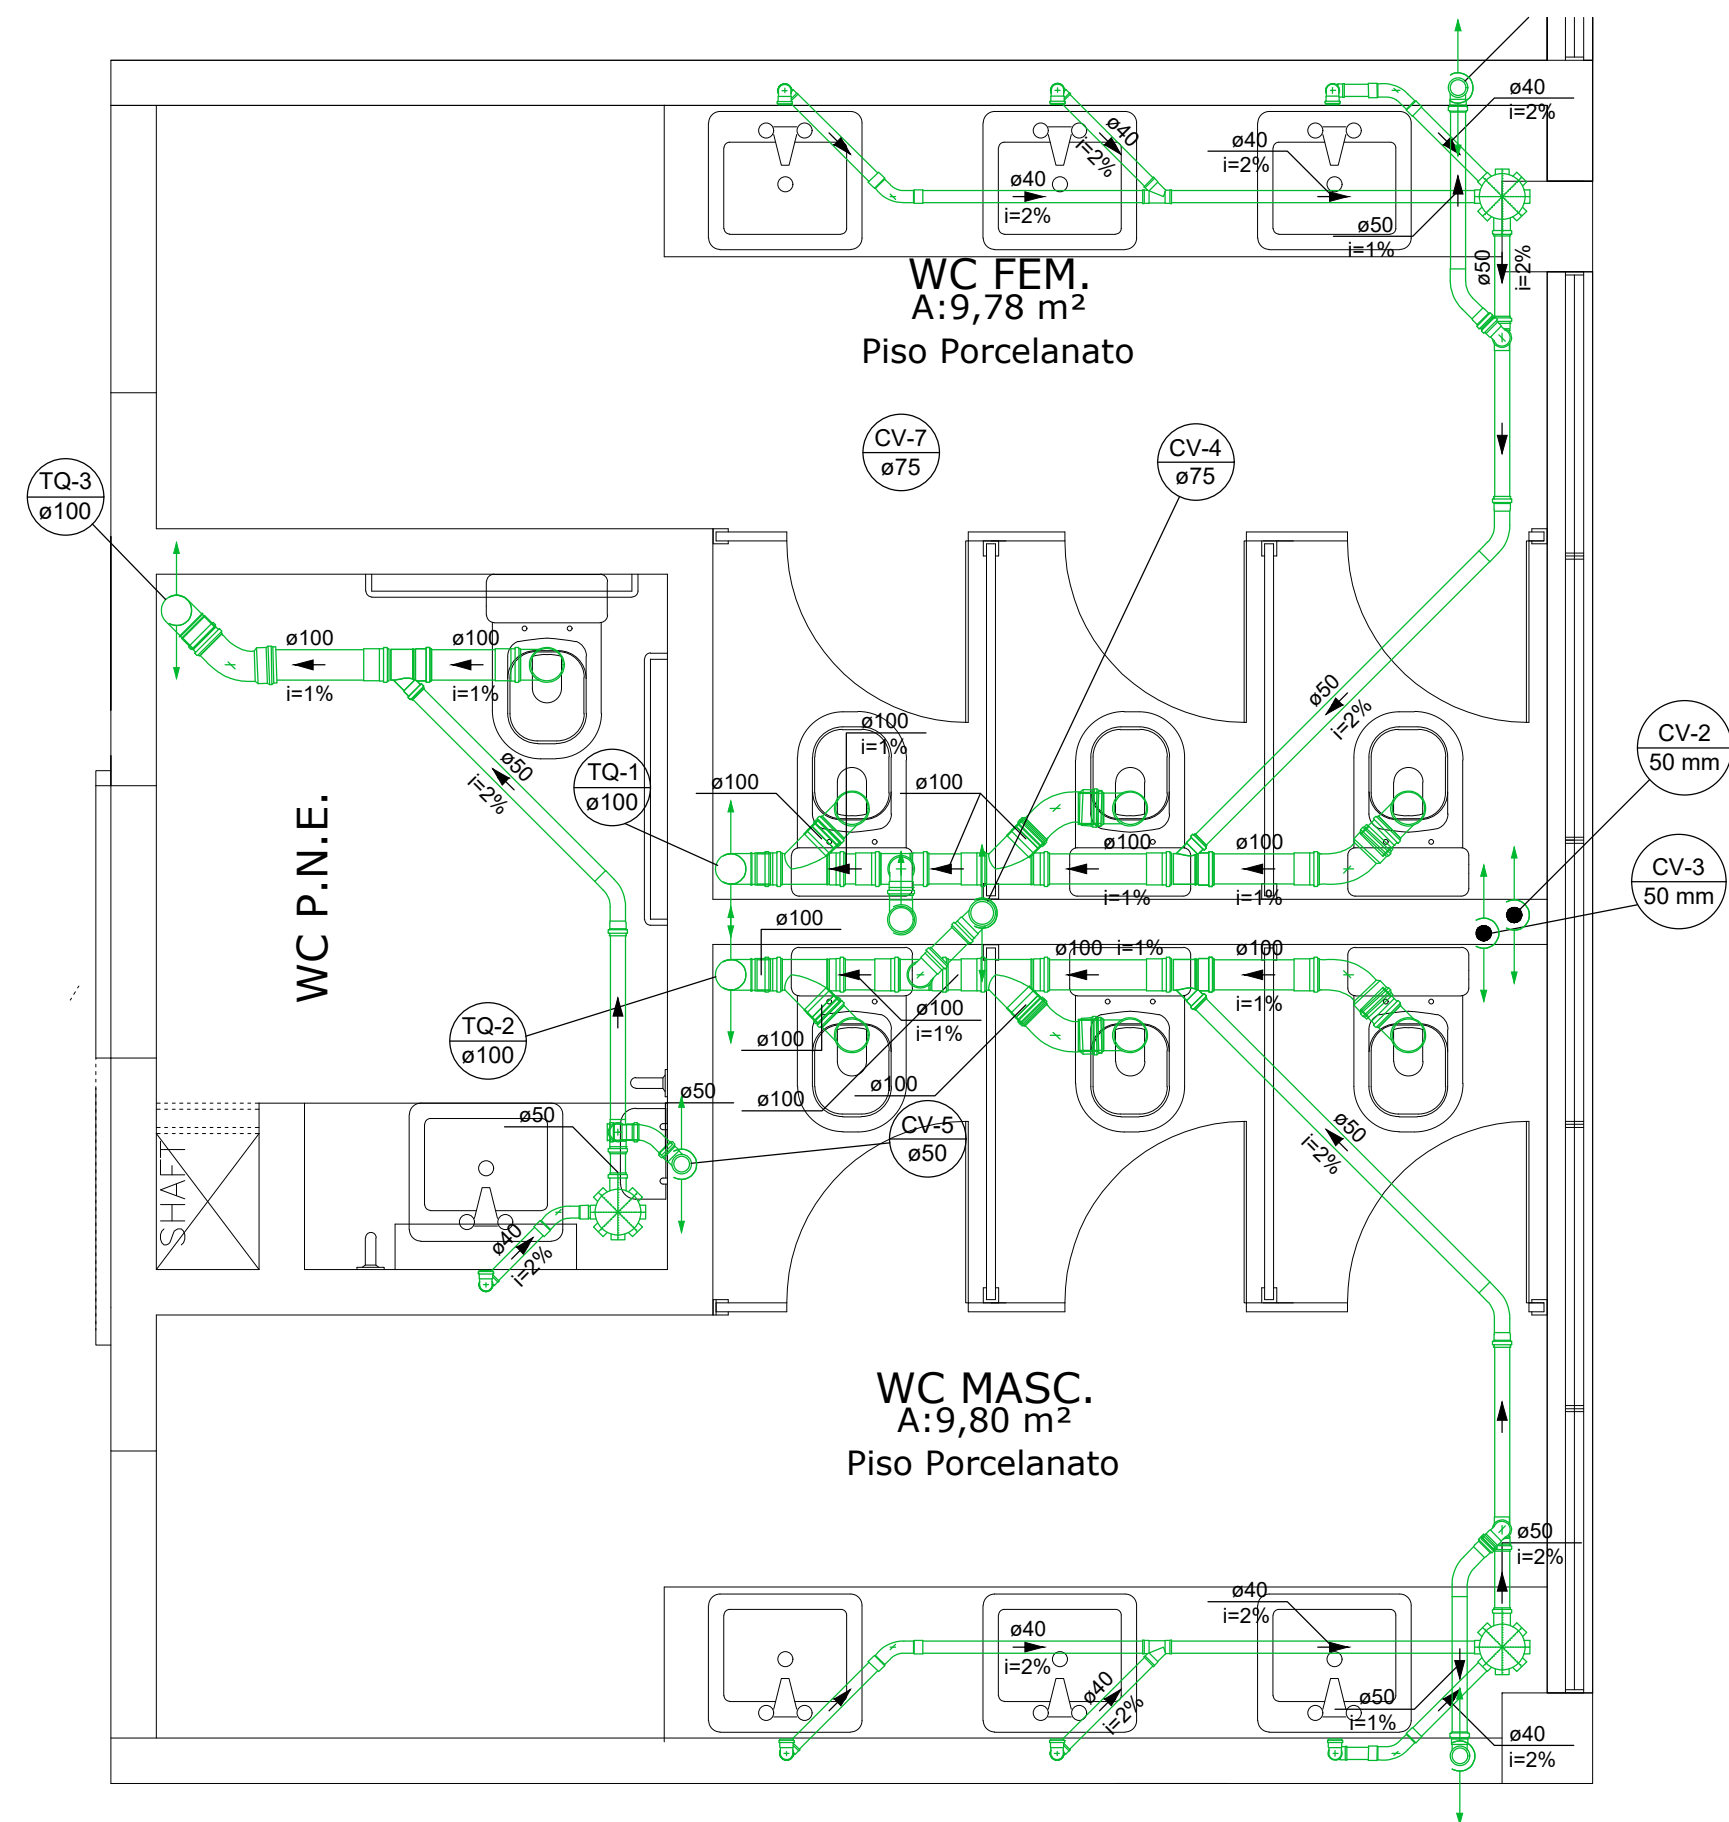 ø40
i=2%
ø40
i=2%
ø40
i=2%
ø40
i=2%
ø50
i=1%
ø50
i=2%
WC FEM.
A:9,78 m²
Piso Porcelanato
CV-7
ø75
CV-4
ø75
TQ-3
ø100
ø100
i=1%
ø100
i=1%
ø50
i=2%
ø50
i=2%
TQ-1
ø100
ø100
i=1%
ø100
ø100
ø100
i=1%
ø100
i=1%
CV-2
50 mm
CV-3
50 mm
WC P.N.E.
ø100
ø100
i=1%
ø100
i=1%
TQ-2
ø100
ø100
i=1%
ø100
ø100
ø100
ø50
ø50
CV-5
ø50
ø50
i=2%
SHAFT
ø40
i=2%
WC MASC.
A:9,80 m²
Piso Porcelanato
ø50
i=2%
ø40
i=2%
ø40
i=2%
ø40
i=2%
ø50
i=1%
ø40
i=2%